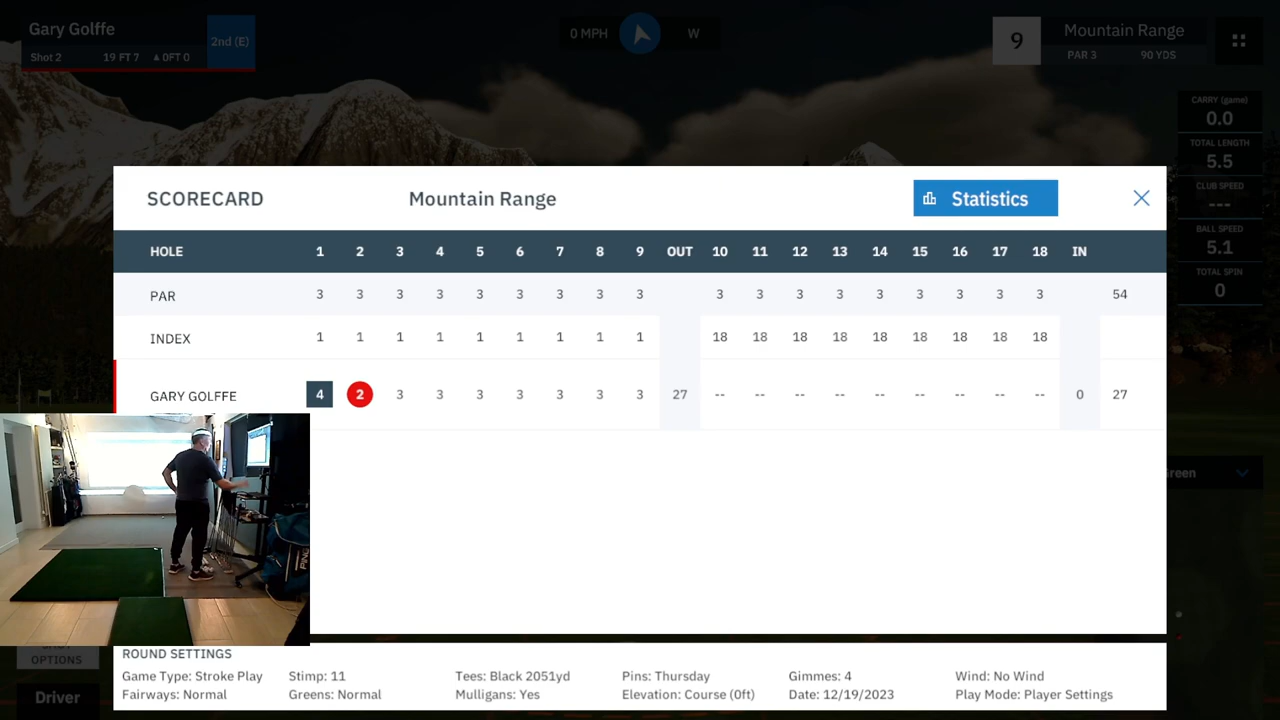 Gary Golffe
Shot 2 19 FT 7 ▲0FT 0
2nd (E)
0 MPH W
9
Mountain Range
PAR 3 90 YDS
CARRY (game)
0.0
TOTAL LENGTH
5.5
CLUB SPEED
---
BALL SPEED
5.1
TOTAL SPIN
0
SCORECARD Mountain Range Statistics
HOLE 1 2 3 4 5 6 7 8 9 OUT 10 11 12 13 14 15 16 17 18 IN
PAR 3 3 3 3 3 3 3 3 3 3 3 3 3 3 3 3 3 3 54
INDEX 1 1 1 1 1 1 1 1 1 18 18 18 18 18 18 18 18 18
GARY GOLFFE 4 2 3 3 3 3 3 3 3 27 -- -- -- -- -- -- -- -- -- 0 27
PING
OPTIONS
Driver
ROUND SETTINGS
Game Type: Stroke Play Stimp: 11 Tees: Black 2051yd Pins: Thursday Gimmes: 4 Wind: No Wind
Fairways: Normal Greens: Normal Mulligans: Yes Elevation: Course (0ft) Date: 12/19/2023 Play Mode: Player Settings